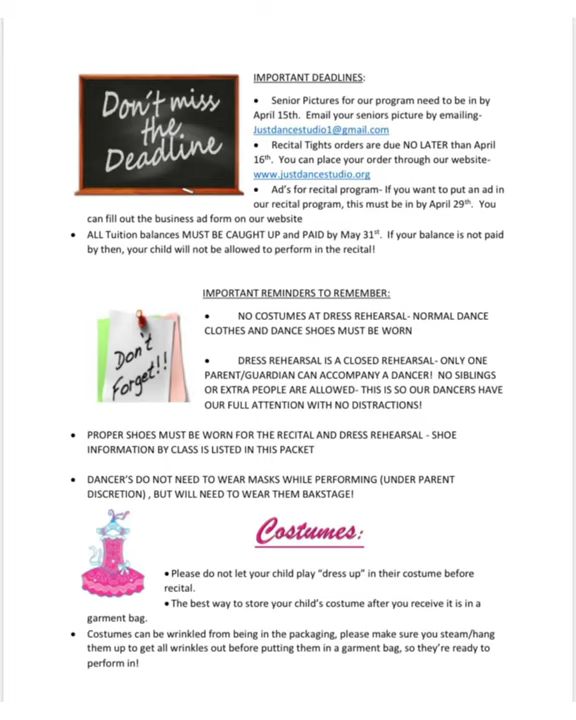 Don't miss
the
Deadline
IMPORTANT DEADLINES:
• Senior Pictures for our program need to be in by
April 15th. Email your seniors picture by emailing-
Justdancestudio1@gmail.com
• Recital Tights orders are due NO LATER than April
16th. You can place your order through our website-
www.justdancestudio.org
• Ad's for recital program- If you want to put an ad in
our recital program, this must be in by April 29th. You
can fill out the business ad form on our website
• ALL Tuition balances MUST BE CAUGHT UP and PAID by May 31st. If your balance is not paid
by then, your child will not be allowed to perform in the recital!
IMPORTANT REMINDERS TO REMEMBER:
Don't
Forget!!
• NO COSTUMES AT DRESS REHEARSAL- NORMAL DANCE
CLOTHES AND DANCE SHOES MUST BE WORN
• DRESS REHEARSAL IS A CLOSED REHEARSAL- ONLY ONE
PARENT/GUARDIAN CAN ACCOMPANY A DANCER! NO SIBLINGS
OR EXTRA PEOPLE ARE ALLOWED- THIS IS SO OUR DANCERS HAVE
OUR FULL ATTENTION WITH NO DISTRACTIONS!
• PROPER SHOES MUST BE WORN FOR THE RECITAL AND DRESS REHEARSAL - SHOE
INFORMATION BY CLASS IS LISTED IN THIS PACKET
• DANCER'S DO NOT NEED TO WEAR MASKS WHILE PERFORMING (UNDER PARENT
DISCRETION) , BUT WILL NEED TO WEAR THEM BAKSTAGE!
Costumes:
• Please do not let your child play "dress up" in their costume before
recital.
• The best way to store your child's costume after you receive it is in a
garment bag.
• Costumes can be wrinkled from being in the packaging, please make sure you steam/hang
them up to get all wrinkles out before putting them in a garment bag, so they're ready to
perform in!